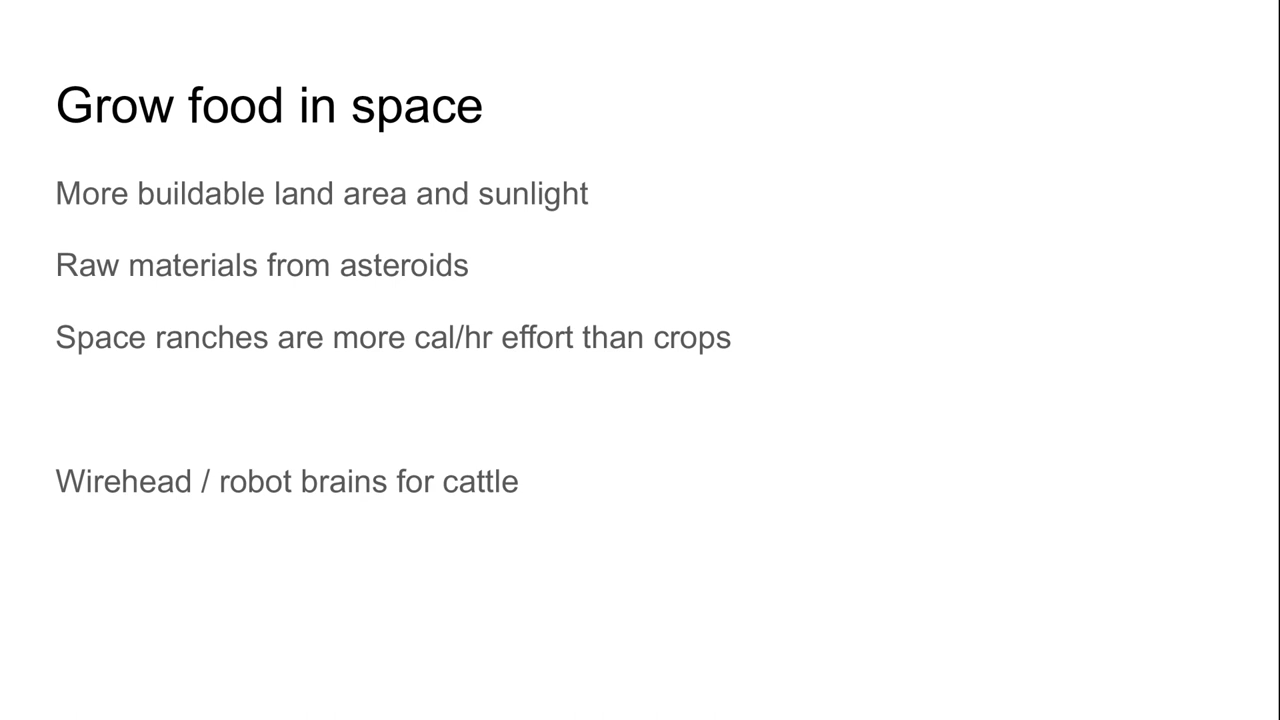 Grow food in space
More buildable land area and sunlight
Raw materials from asteroids
Space ranches are more cal/hr effort than crops
Wirehead / robot brains for cattle